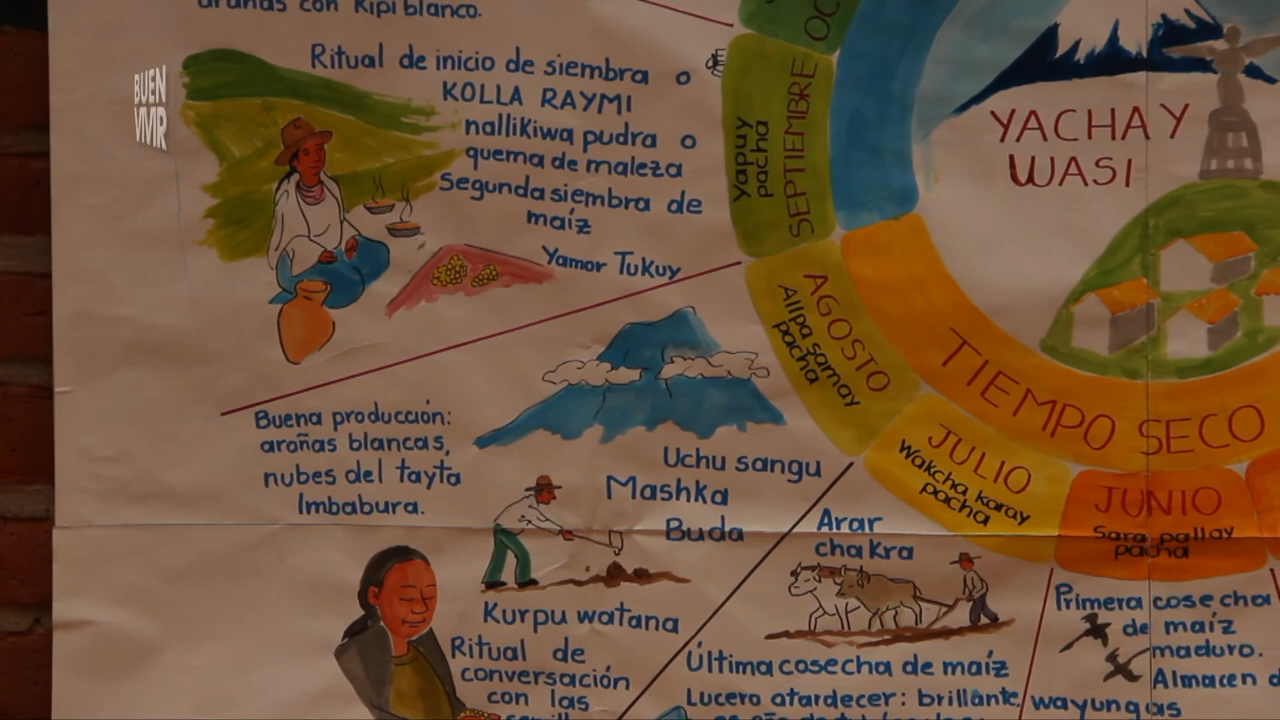 arañas con Kipi blanco.
BUEN
VIVIR
Ritual de inicio de siembra o
KOLLA RAYMI
nallikiwa pudra o
quema de maleza
Segunda siembra de
maíz
Yamor Tukuy
OC
SEPTIEMBRE
Yapuy
pacha
YACHAY
WASI
AGOSTO
Allpa samay
pacha
TIEMPO SECO
JULIO
Wakcha karay
pacha
JUNIO
Sara pallay
pacha
Buena producción:
aroñas blancas,
nubes del tayta
Imbabura.
Uchu sangu
Mashka
Buda
Kurpu watana
Ritual de
conversación
con las
Arar
chakra
Última cosecha de maíz
Lucero atardecer: brillante,
Primera cosecha
de maíz
maduro.
Almacen d
wayungas